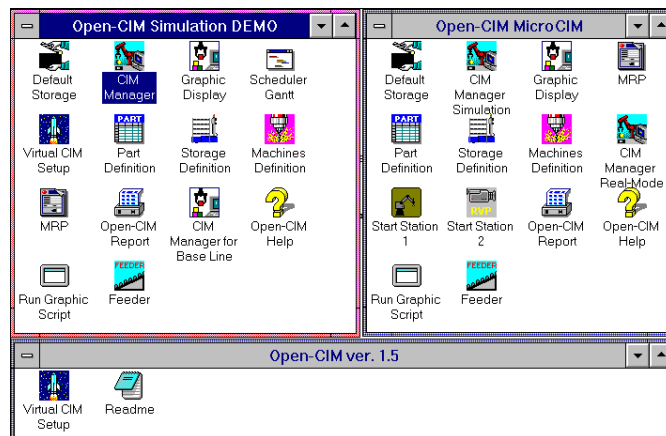 Open-CIM Simulation DEMO
Default Storage
CIM Manager
Graphic Display
Scheduler Gantt
Virtual CIM Setup
PART
Part Definition
Storage Definition
Machines Definition
MRP
Open-CIM Report
CIM Manager for Base Line
Open-CIM Help
Run Graphic Script
FEEDER
Feeder
Open-CIM MicroCIM
Default Storage
CIM Manager Simulation
Graphic Display
MRP
PART
Part Definition
Storage Definition
Machines Definition
CIM Manager Real-Mode
Start Station 1
RVP
Start Station 2
Open-CIM Report
Open-CIM Help
Run Graphic Script
FEEDER
Feeder
Open-CIM ver. 1.5
Virtual CIM Setup
Readme